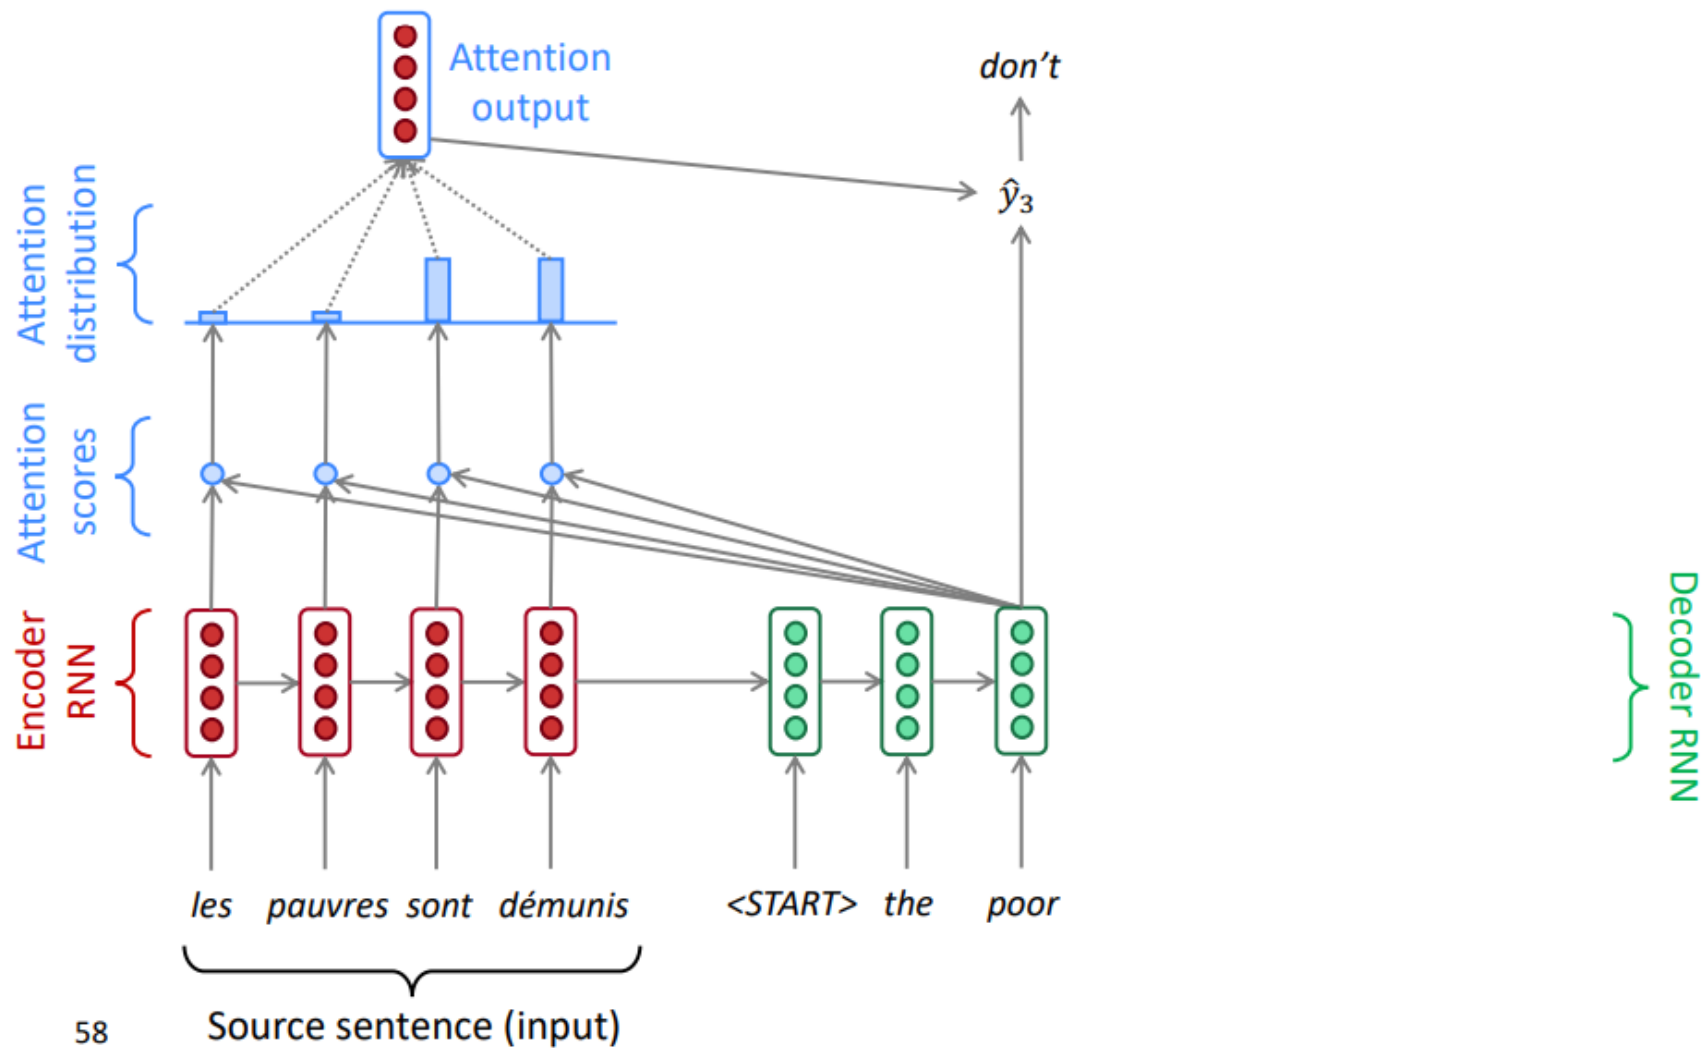 Attention
output
don't
ŷ₃
Attention
distribution
Attention
scores
Encoder
RNN
Decoder RNN
les pauvres sont démunis <START> the poor
Source sentence (input)
58